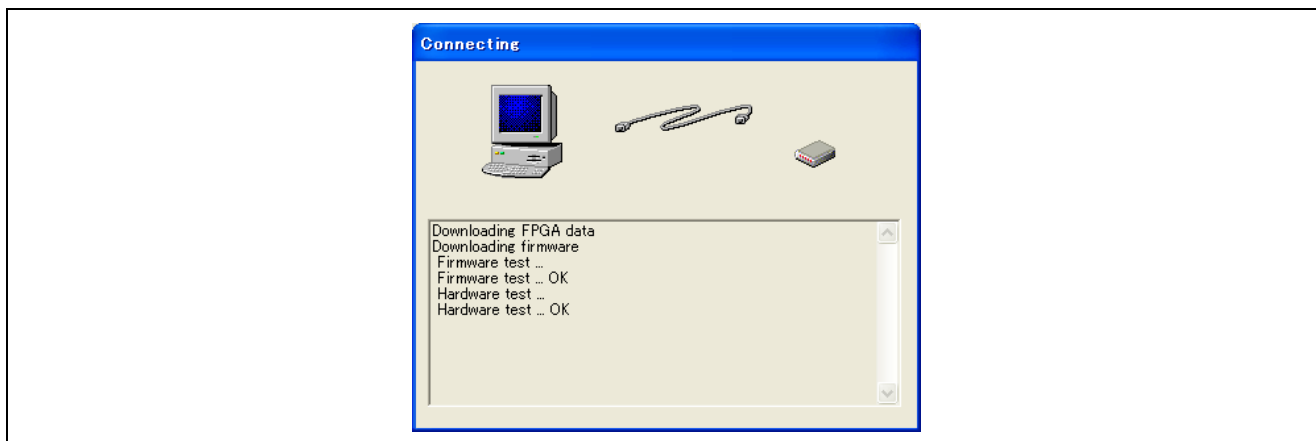 Connecting
Downloading FPGA data
Downloading firmware
Firmware test ...
Firmware test ... OK
Hardware test ...
Hardware test ... OK